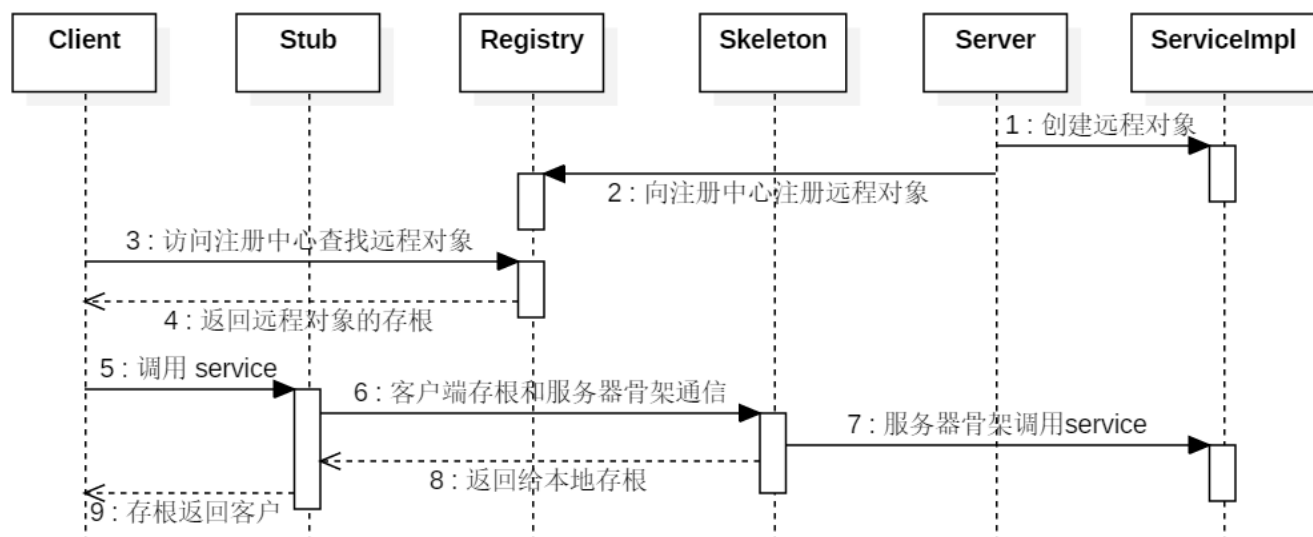 Client
Stub
Registry
Skeleton
Server
ServiceImpl
1 : 创建远程对象
2 : 向注册中心注册远程对象
3 : 访问注册中心查找远程对象
4 : 返回远程对象的存根
5 : 调用 service
6 : 客户端存根和服务器骨架通信
7 : 服务器骨架调用service
8 : 返回给本地存根
9 : 存根返回客户